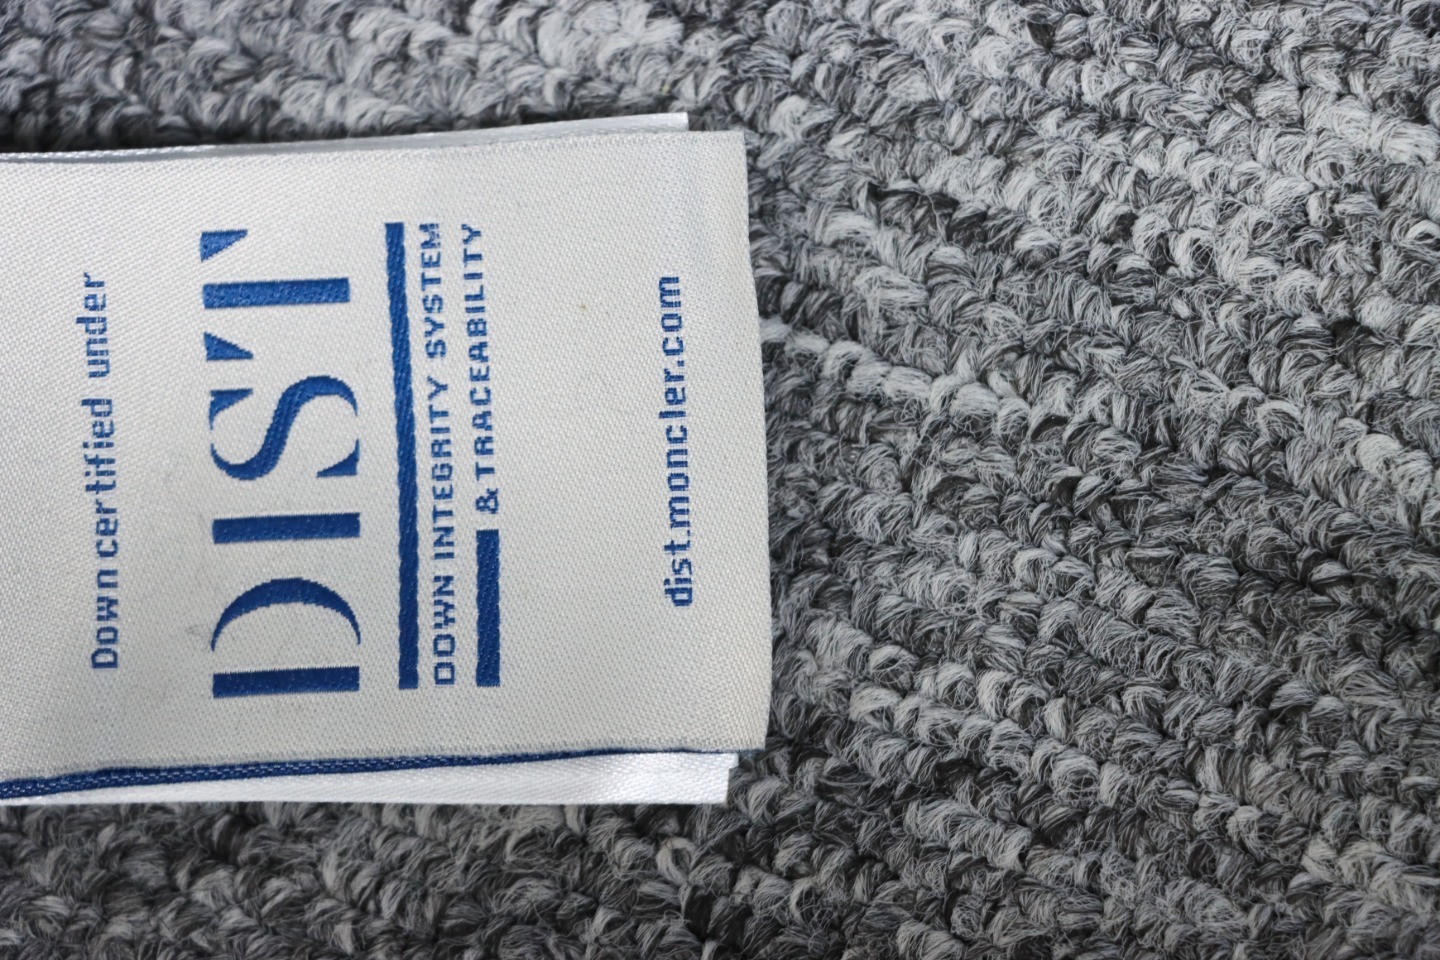 Down certified under
DIST
DOWN INTEGRITY SYSTEM
& TRACEABILITY
dist.moncler.com